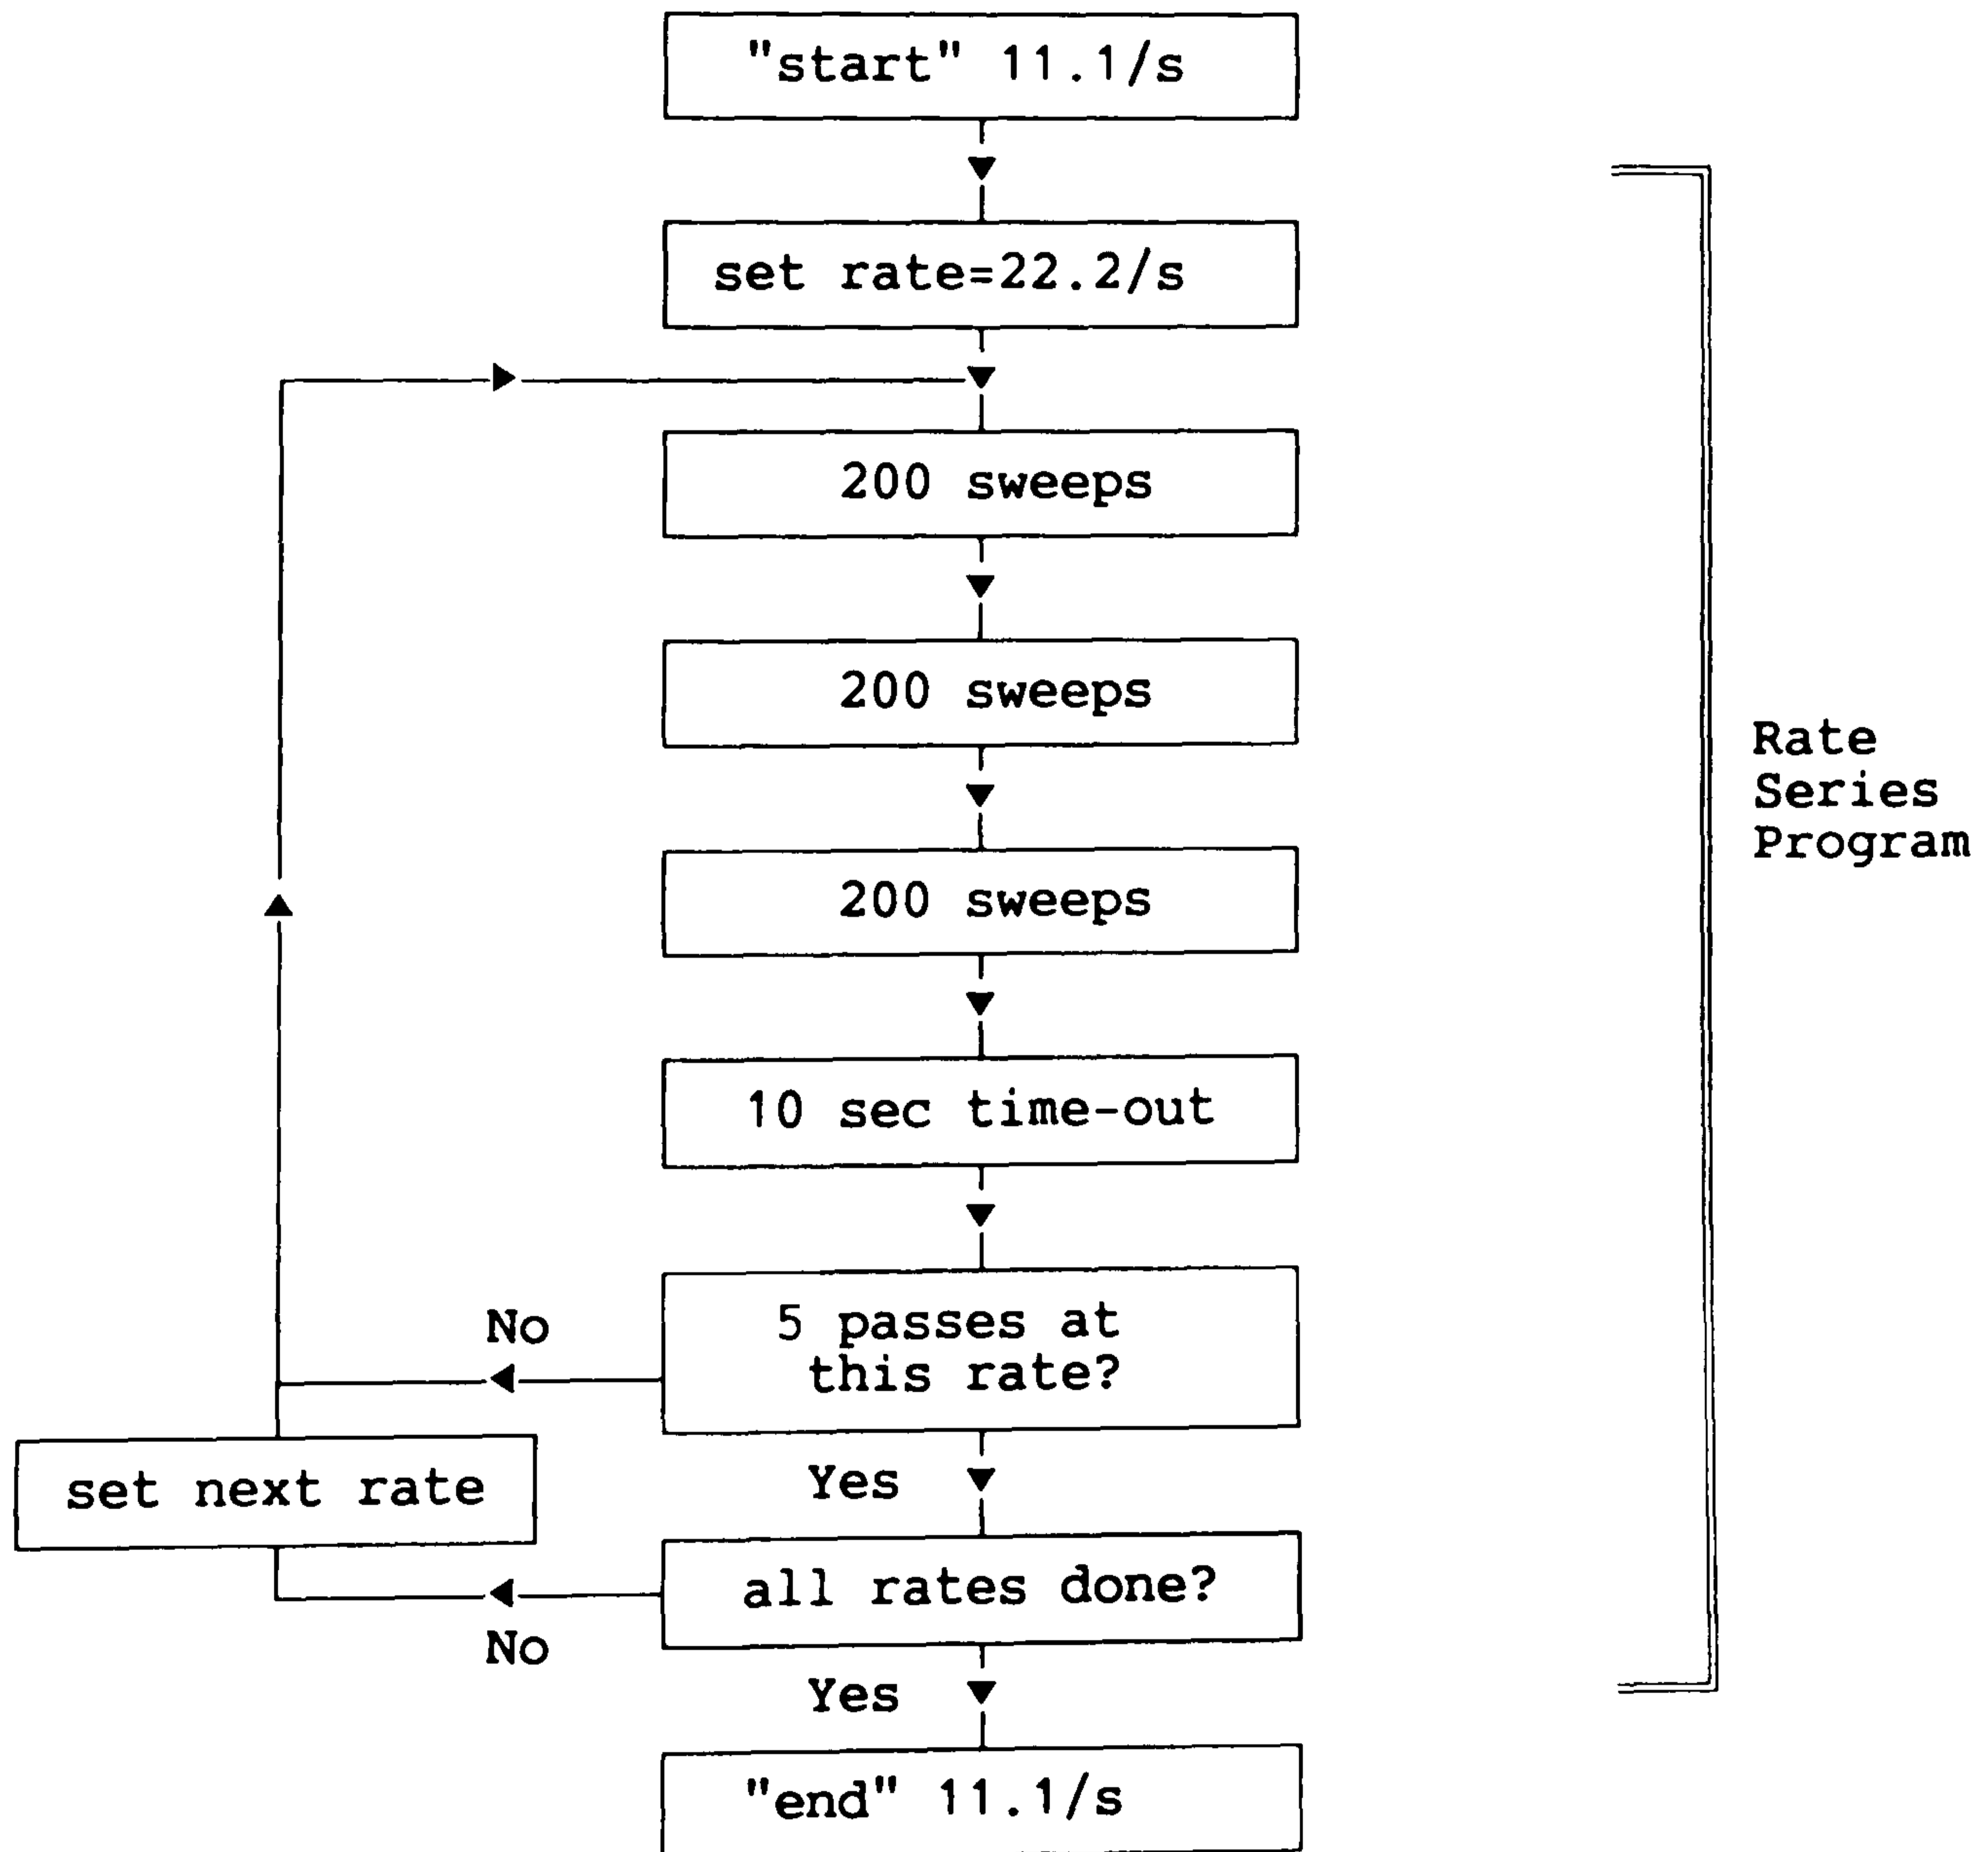 "start" 11.1/s
set rate=22.2/s
200 sweeps
200 sweeps
200 sweeps
10 sec time-out
5 passes at
this rate?
No
Yes
set next rate
all rates done?
No
Yes
"end" 11.1/s
Rate
Series
Program